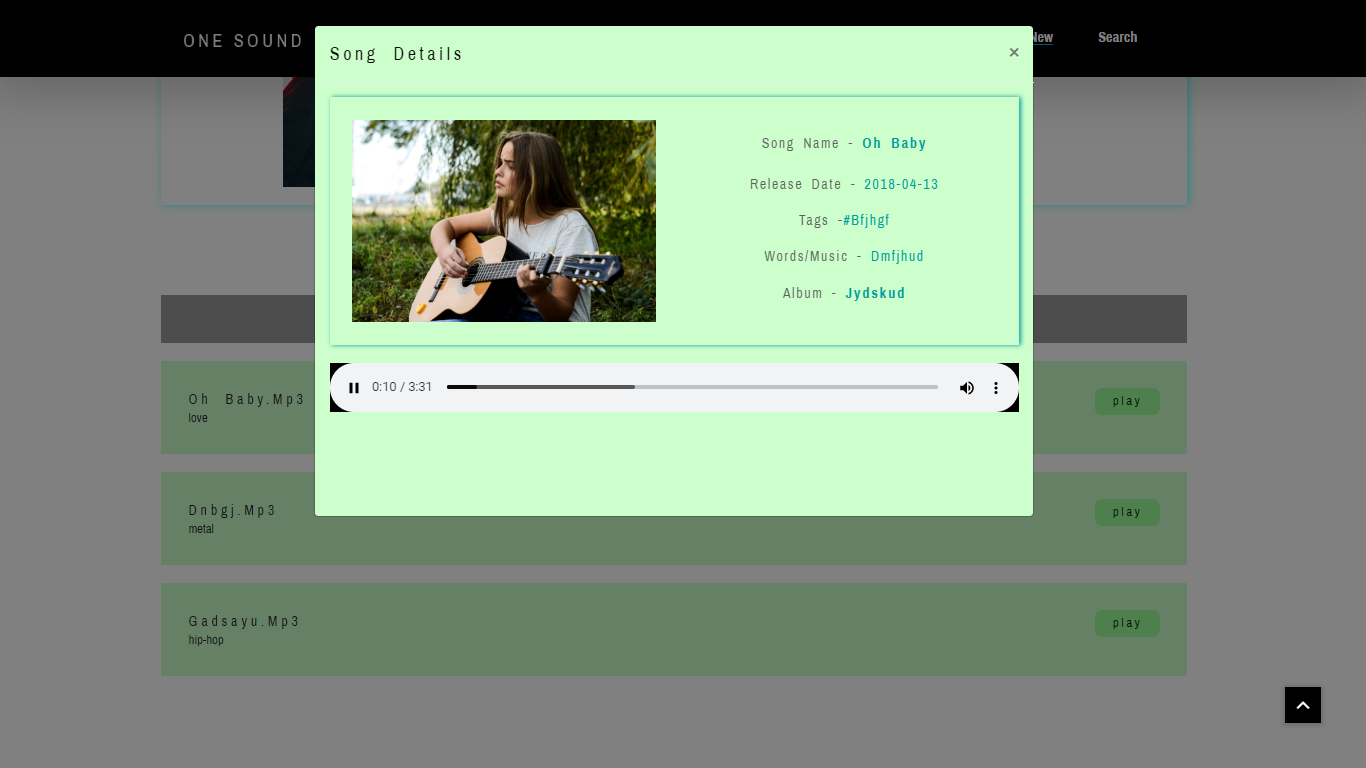 ONE SOUND
New
Search
Song Details
×
Song Name - Oh Baby
Release Date - 2018-04-13
Tags -#Bfjhgf
Words/Music - Dmfjhud
Album - Jydskud
0:10 / 3:31
Oh Baby.Mp3
love
play
Dnbgj.Mp3
metal
play
Gadsayu.Mp3
hip-hop
play